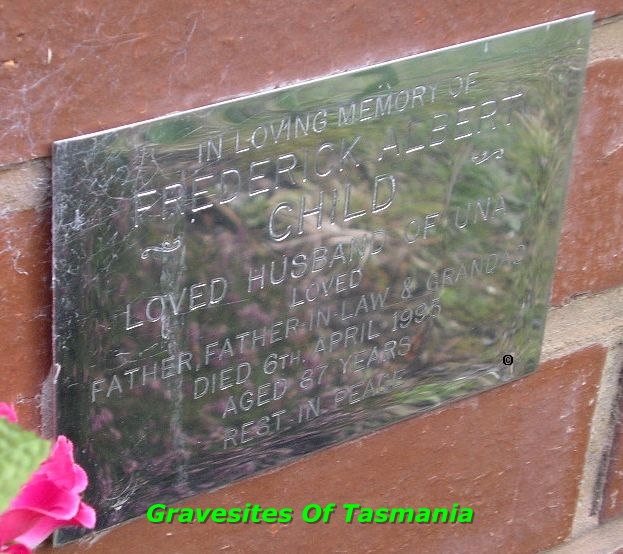 IN LOVING MEMORY OF
FREDERICK ALBERT
CHILD
LOVED HUSBAND OF UNA
LOVED
FATHER, FATHER-IN-LAW & GRANDAD
DIED 6TH. APRIL 1995
AGED 87 YEARS
REST IN PEACE
©
Gravesites Of Tasmania